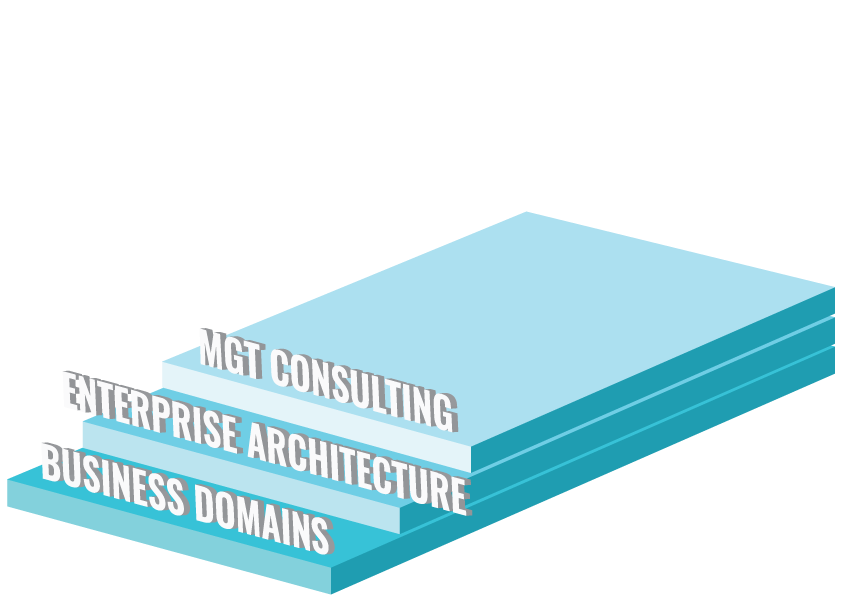 MGT CONSULTING
ENTERPRISE ARCHITECTURE
BUSINESS DOMAINS